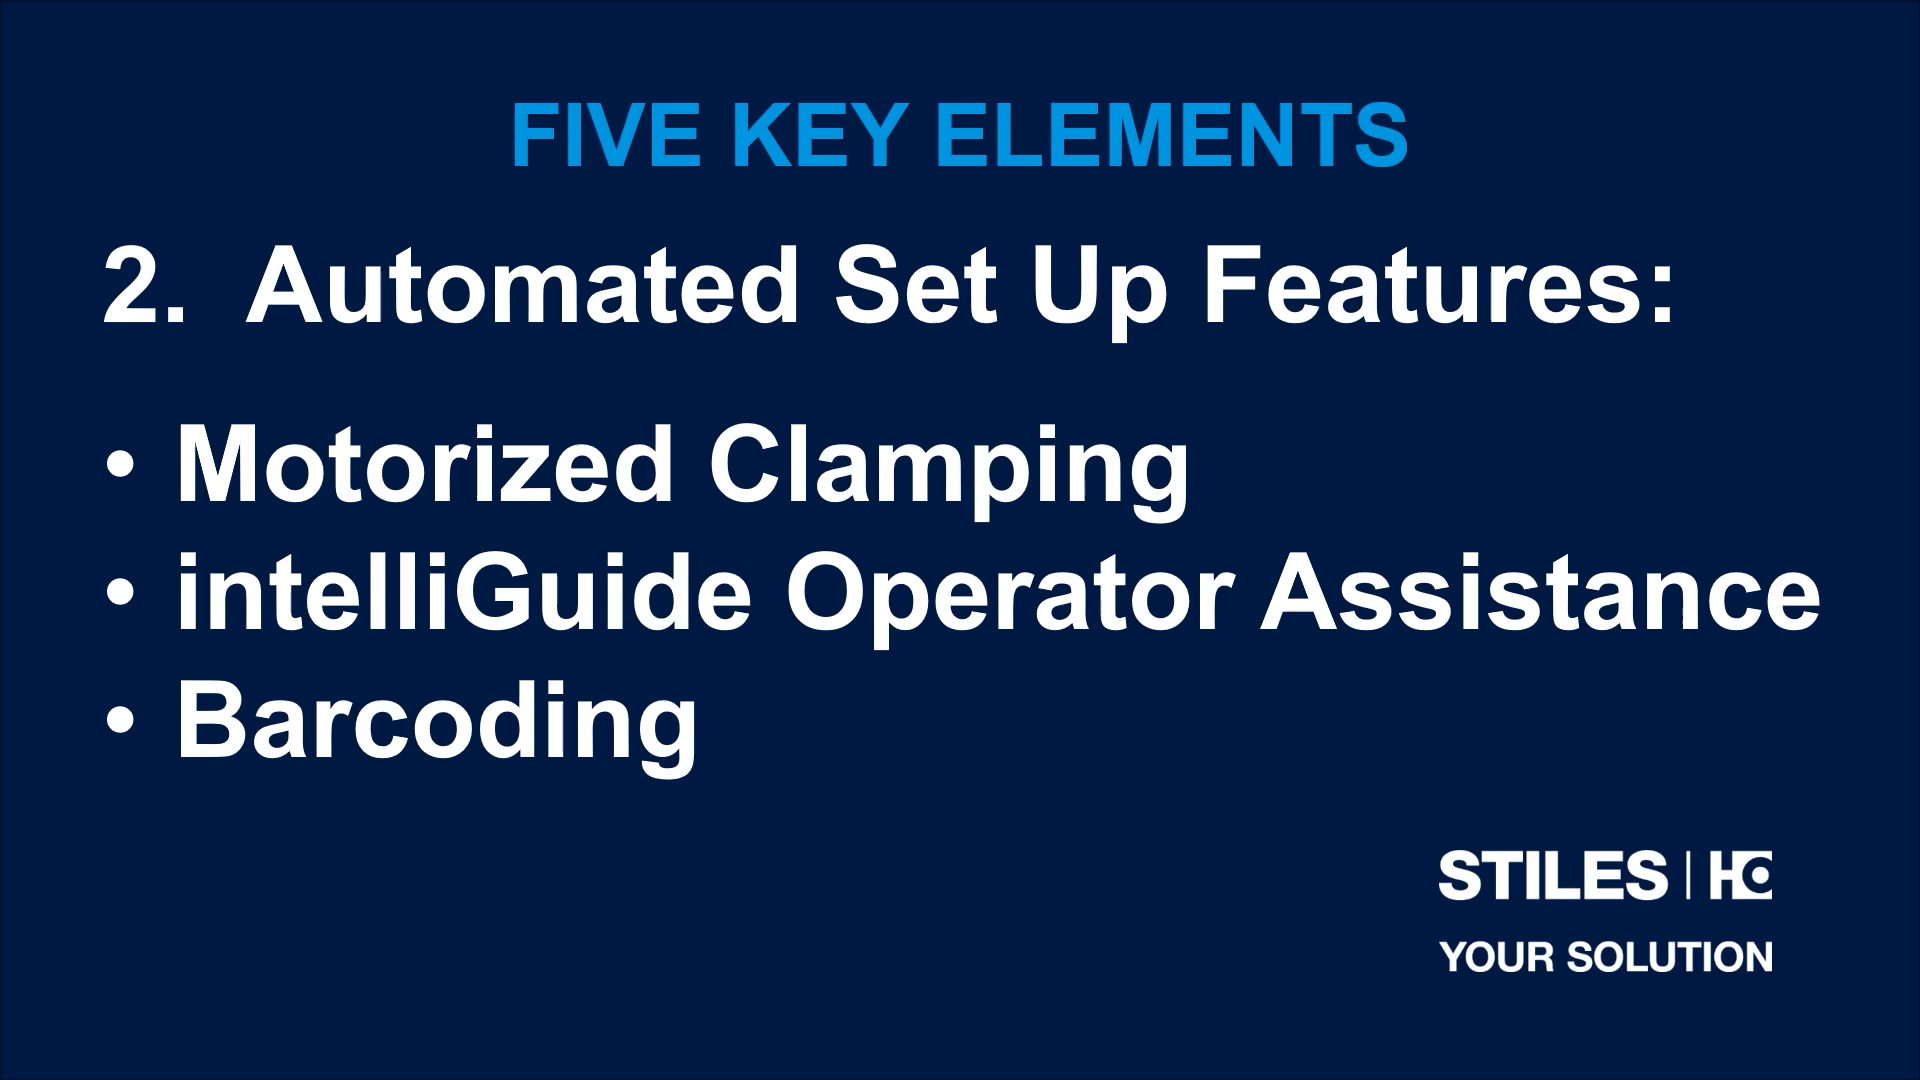 FIVE KEY ELEMENTS
2. Automated Set Up Features:
• Motorized Clamping
• intelliGuide Operator Assistance
• Barcoding
STILES | HC
YOUR SOLUTION